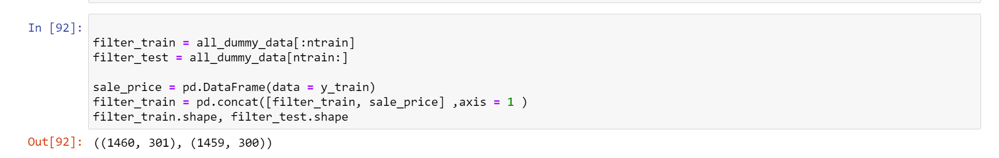 In [92]:
filter_train = all_dummy_data[:ntrain]
filter_test = all_dummy_data[ntrain:]
sale_price = pd.DataFrame(data = y_train)
filter_train = pd.concat([filter_train, sale_price] ,axis = 1 )
filter_train.shape, filter_test.shape
Out[92]: ((1460, 301), (1459, 300))